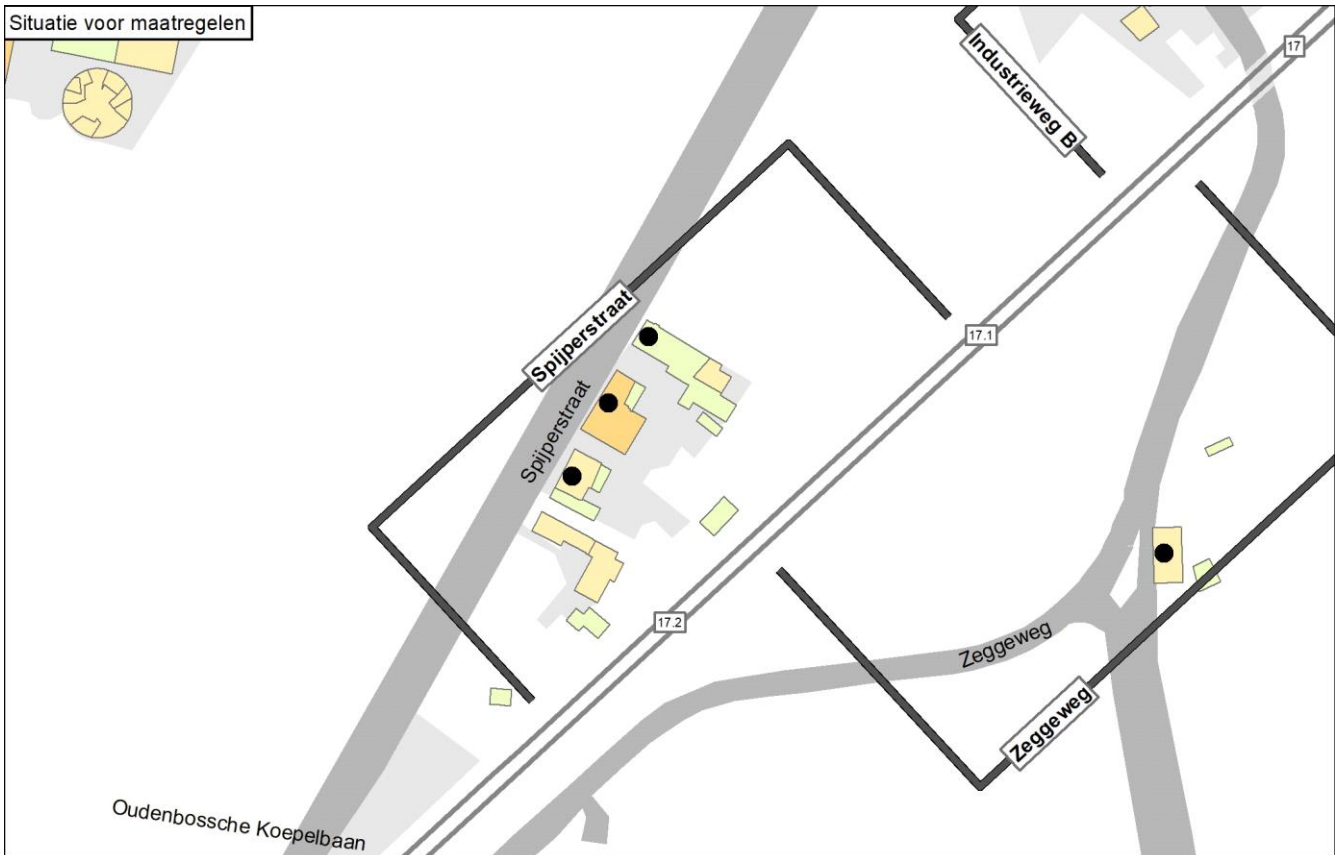 Situatie voor maatregelen
17
Industrieweg B
Spijperstraat
17.1
Spijperstraat
17.2
Zeggeweg
Zeggeweg
Oudenbossche Koepelbaan